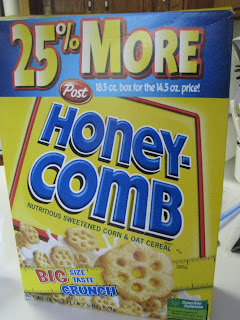 25% MORE
Post
18.5 oz. box for the 14.5 oz. price!
HONEY-
COMB
NUTRITIOUS SWEETENED CORN & OAT CEREAL
BIG SIZE
TASTE
CRUNCH